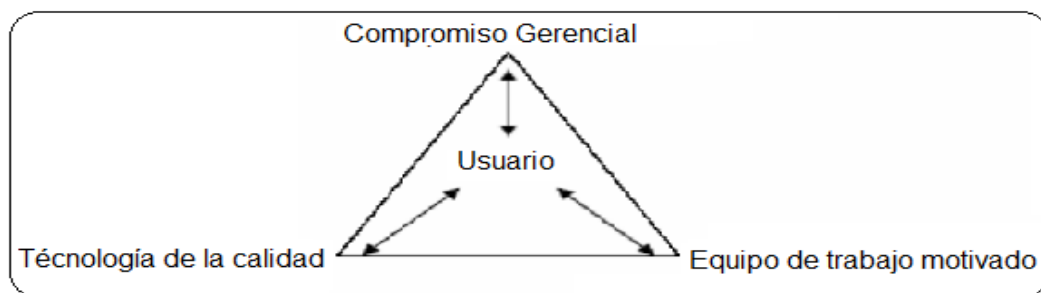 Compromiso Gerencial
Usuario
Técnología de la calidad
Equipo de trabajo motivado